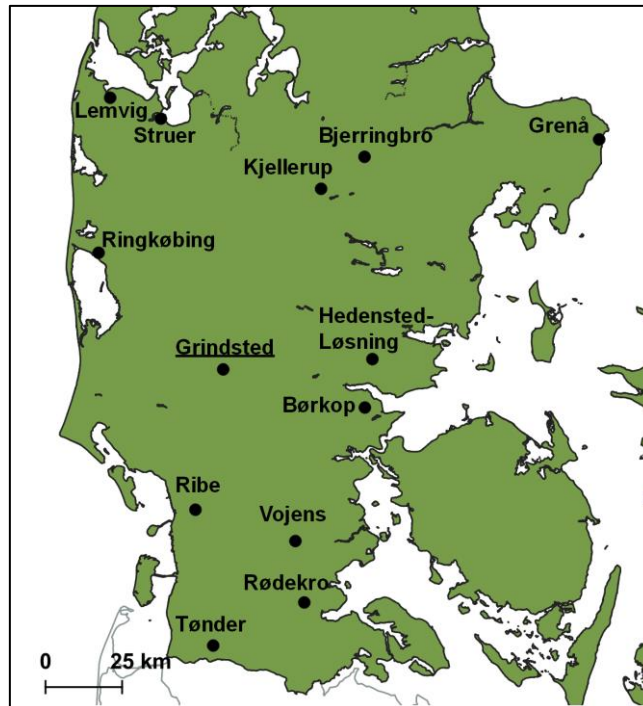 Lemvig
Struer
Bjerringbro
Grenå
Kjellerup
Ringkøbing
Hedensted-
Løsning
Grindsted
Børkop
Ribe
Vojens
Rødekro
Tønder
0 25 km